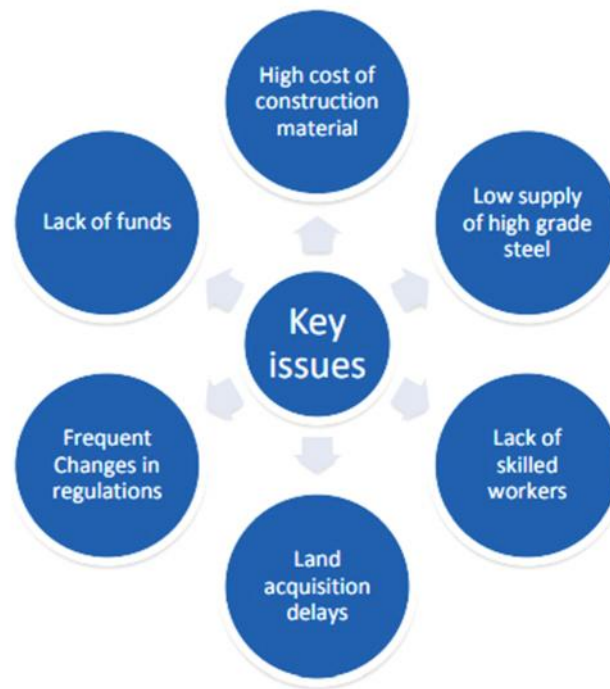 High cost of
construction
material
Low supply
of high grade
steel
Lack of funds
Key
issues
Frequent
Changes in
regulations
Lack of
skilled
workers
Land
acquisition
delays